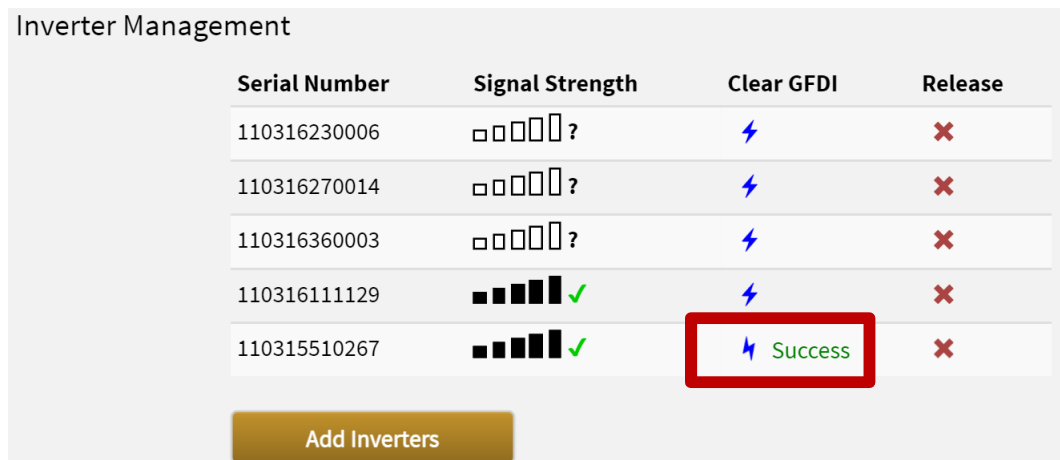 Inverter Management
Serial Number Signal Strength Clear GFDI Release
110316230006 ?
110316270014 ?
110316360003 ?
110316111129
110315510267 Success
Add Inverters